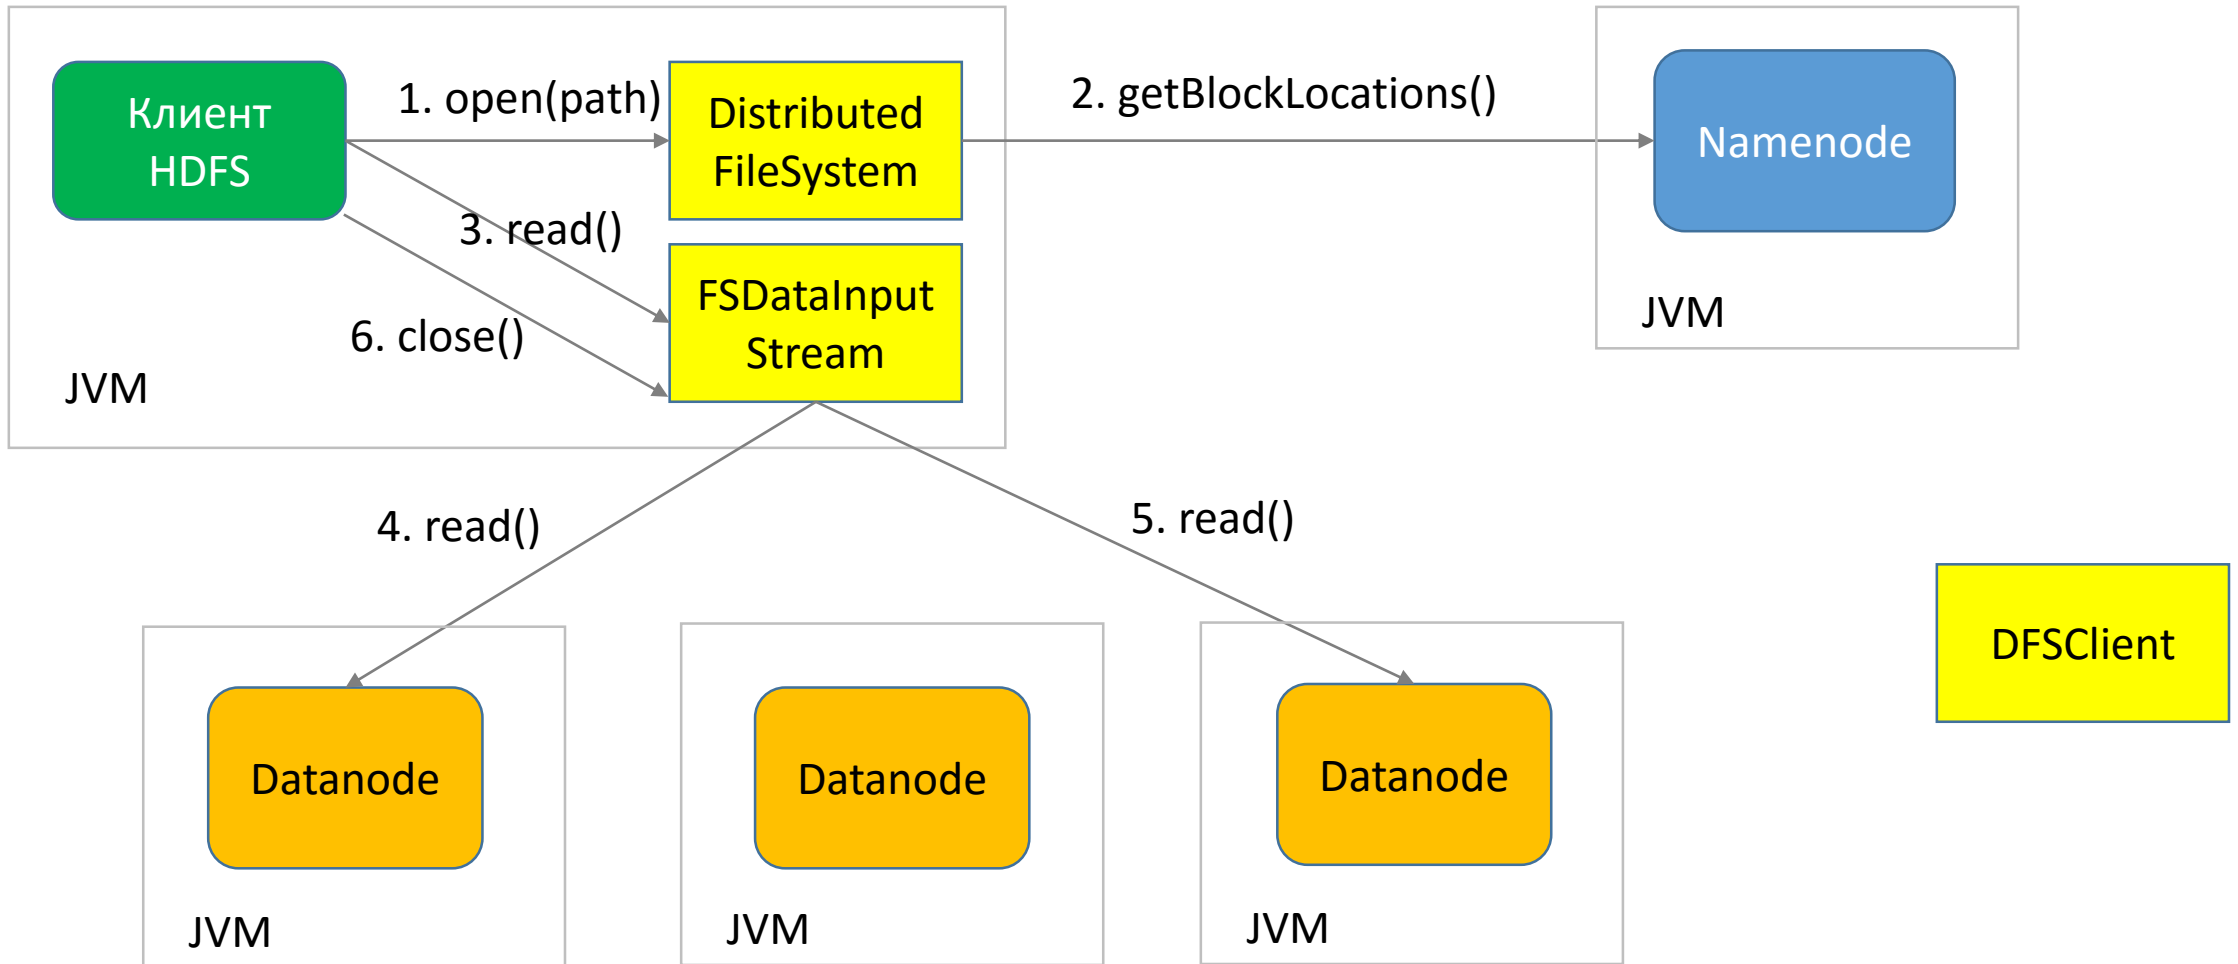 Клиент
HDFS
1. open(path)
Distributed
FileSystem
2. getBlockLocations()
Namenode
3. read()
FSDataInput
Stream
6. close()
JVM
JVM
4. read()
5. read()
DFSClient
Datanode
Datanode
Datanode
JVM
JVM
JVM